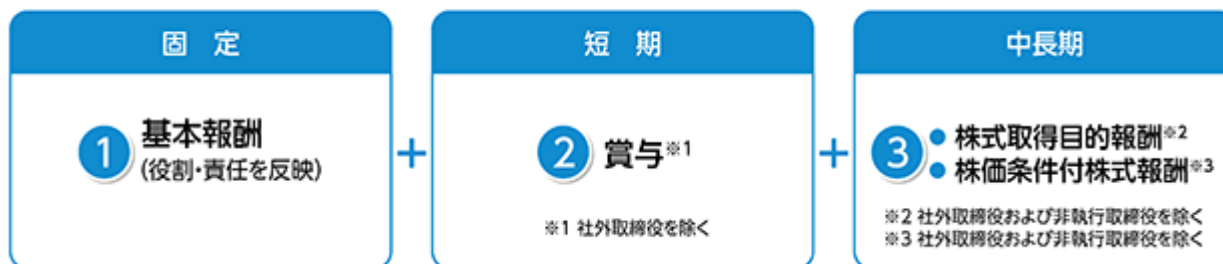 固 定
1 基本報酬
(役割・責任を反映)
+
短 期
2 賞与※1
※1 社外取締役を除く
+
中長期
3 ● 株式取得目的報酬※2
● 株価条件付株式報酬※3
※2 社外取締役および非執行取締役を除く
※3 社外取締役および非執行取締役を除く